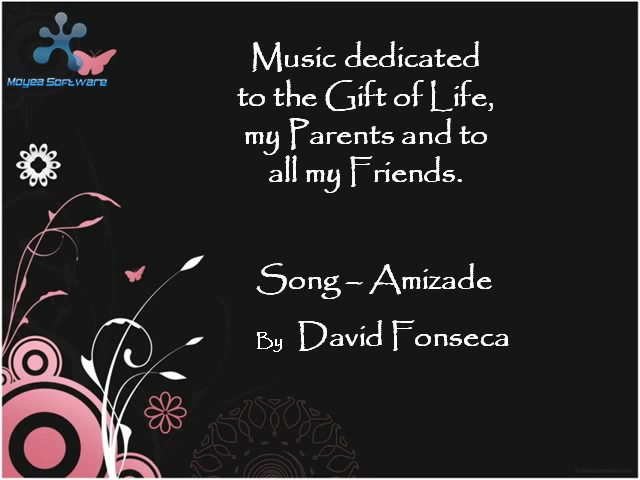 Moyea Software
Music dedicated
to the Gift of Life,
my Parents and to
all my Friends.
Song – Amizade
By David Fonseca